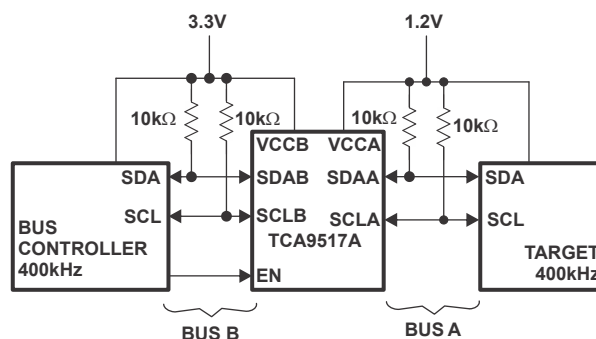 3.3V 1.2V
10kΩ 10kΩ 10kΩ 10kΩ
VCCB VCCA
SDA SDAB SDAA SDA
SCL SCLB SCLA SCL
BUS
CONTROLLER
400kHz
TCA9517A
EN
TARGET
400kHz
BUS B BUS A